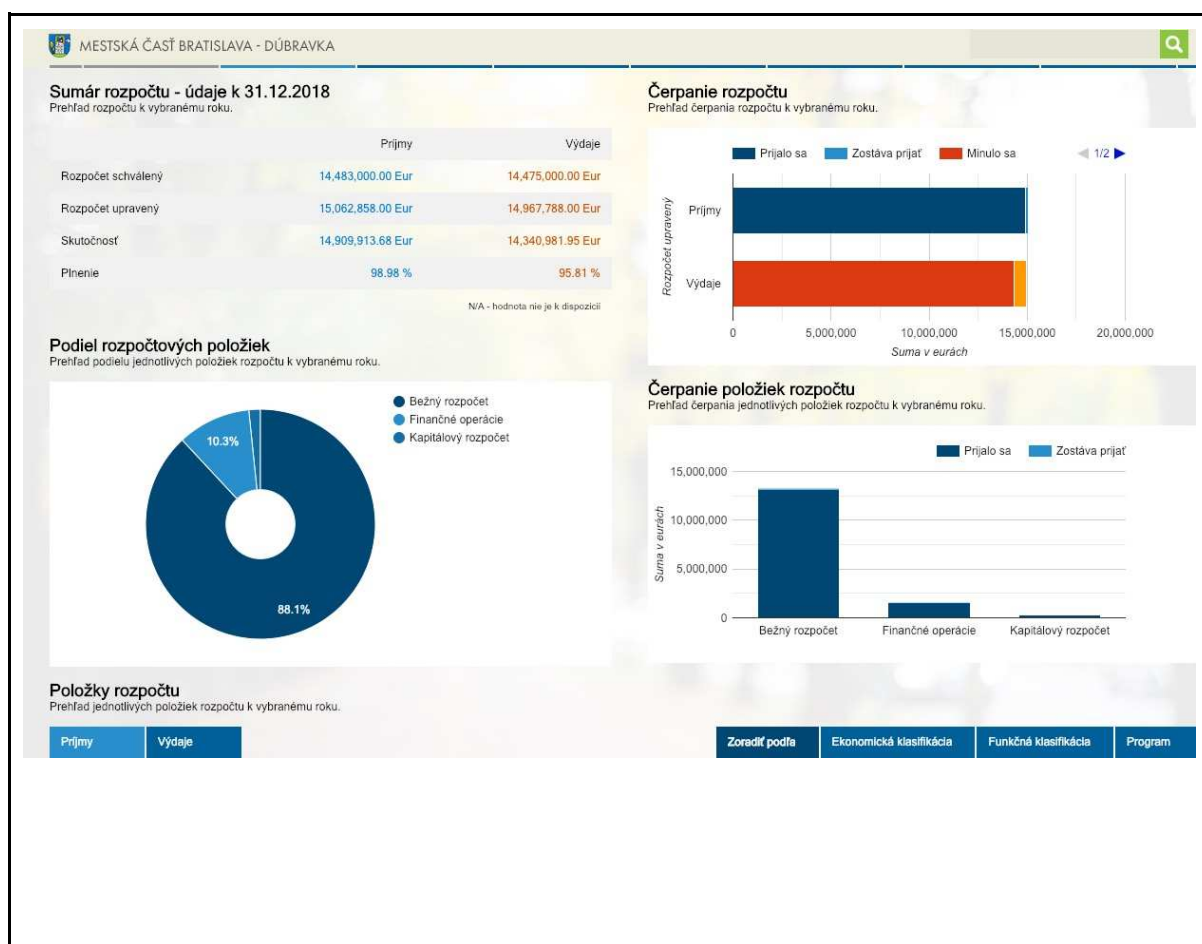 MESTSKÁ ČASŤ BRATISLAVA - DÚBRAVKA
Sumár rozpočtu - údaje k 31.12.2018
Prehľad rozpočtu k vybranému roku.
Príjmy Výdaje
Rozpočet schválený 14,483,000.00 Eur 14,475,000.00 Eur
Rozpočet upravený 15,062,858.00 Eur 14,967,788.00 Eur
Skutočnosť 14,909,913.68 Eur 14,340,981.95 Eur
Plnenie 98.98 % 95.81 %
N/A - hodnota nie je k dispozícií
Podiel rozpočtových položiek
Prehľad podielu jednotlivých položiek rozpočtu k vybranému roku.
Bežný rozpočet
Finančné operácie
Kapitálový rozpočet
10.3%
88.1%
Čerpanie rozpočtu
Prehľad čerpania rozpočtu k vybranému roku.
Prijalo sa Zostáva prijať Minulo sa 1/2
Rozpočet upravený
Príjmy
Výdaje
0 5,000,000 10,000,000 15,000,000 20,000,000
Suma v eurách
Čerpanie položiek rozpočtu
Prehľad čerpania jednotlivých položiek rozpočtu k vybranému roku.
Prijalo sa Zostáva prijať
Suma v eurách
15,000,000
10,000,000
5,000,000
0
Bežný rozpočet Finančné operácie Kapitálový rozpočet
Položky rozpočtu
Prehľad jednotlivých položiek rozpočtu k vybranému roku.
Príjmy Výdaje Zoradiť podľa Ekonomická klasifikácia Funkčná klasifikácia Program